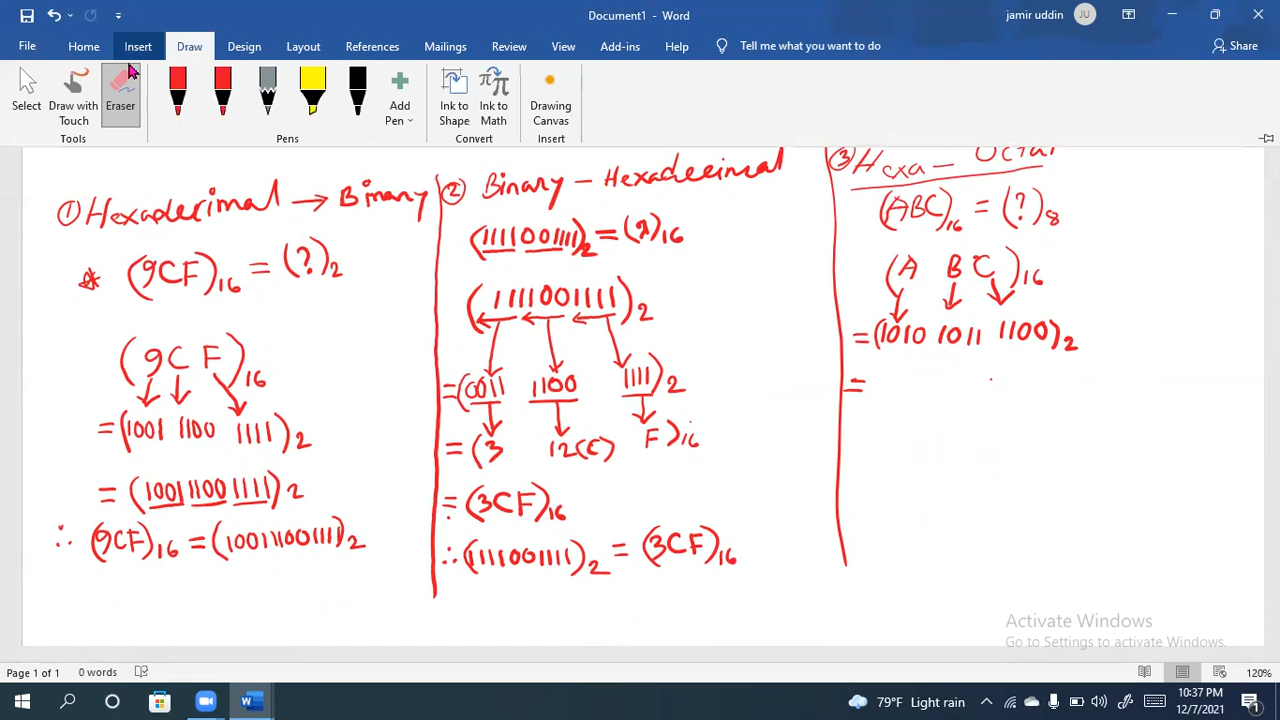 Document1 - Word
jamir uddin JU
File Home Insert Draw Design Layout References Mailings Review View Add-ins Help Tell me what you want to do Share
Select Draw with Touch Eraser Add Pen Ink to Shape Ink to Math Drawing Canvas
Tools Pens Convert Insert
① Hexadecimal → Binary
* (9CF)16 = (?)2
(9CF)16
= (1001 1100 1111)2
= (100111001111)2
∴ (9CF)16 = (100111001111)2
② Binary - Hexadecimal
(1111001111)2 = (?)16
(1111001111)2
= (0011 1100 1111)2
= (3 12(C) F)16
= (3CF)16
∴ (1111001111)2 = (3CF)16
③ Hexa - Octal
(ABC)16 = (?)8
(A B C)16
= (1010 1011 1100)2
=
Activate Windows
Go to Settings to activate Windows.
Page 1 of 1 0 words 120%
79°F Light rain 10:37 PM
12/7/2021 1